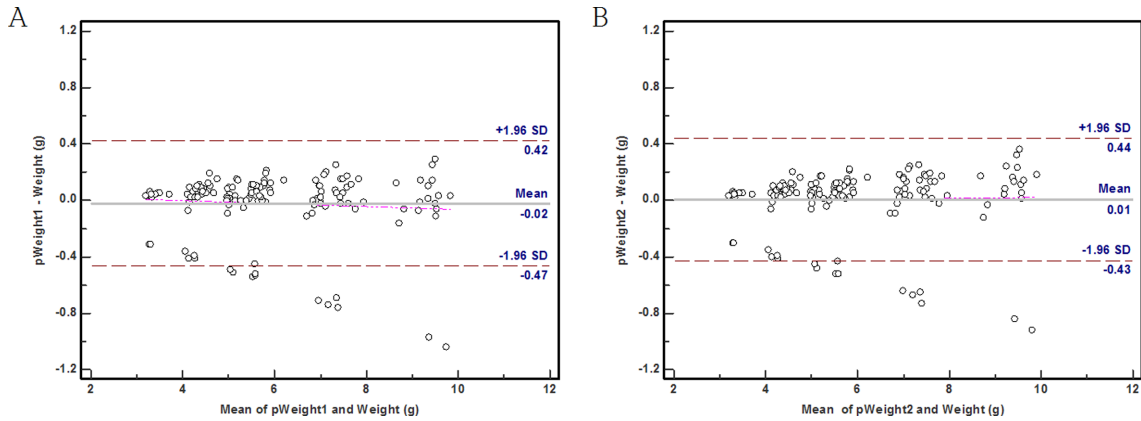 A
1.2
0.8
0.4
0.0
-0.4
-0.8
-1.2
pWeight1 - Weight (g)
+1.96 SD
0.42
Mean
-0.02
-1.96 SD
-0.47
2 4 6 8 10 12
Mean of pWeight1 and Weight (g)
B
1.2
0.8
0.4
0.0
-0.4
-0.8
-1.2
pWeight2 - Weight (g)
+1.96 SD
0.44
Mean
0.01
-1.96 SD
-0.43
2 4 6 8 10 12
Mean of pWeight2 and Weight (g)